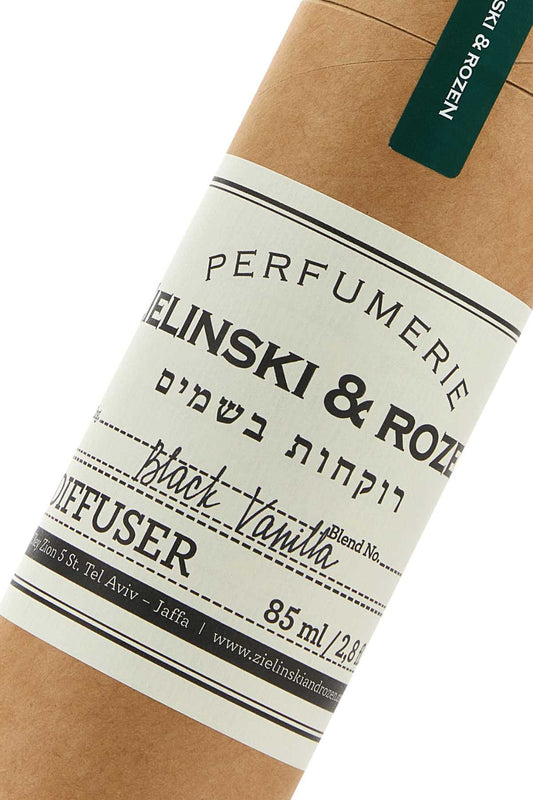 SKI & ROZEN
PERFUMERIE
ELINSKI & ROZE
רוקחות בשמים
Black Vanilla
Blend No.
DIFFUSER
85 ml / 2,8
Zion 5 St. Tel Aviv – Jaffa | www.zielinskiandrozen.